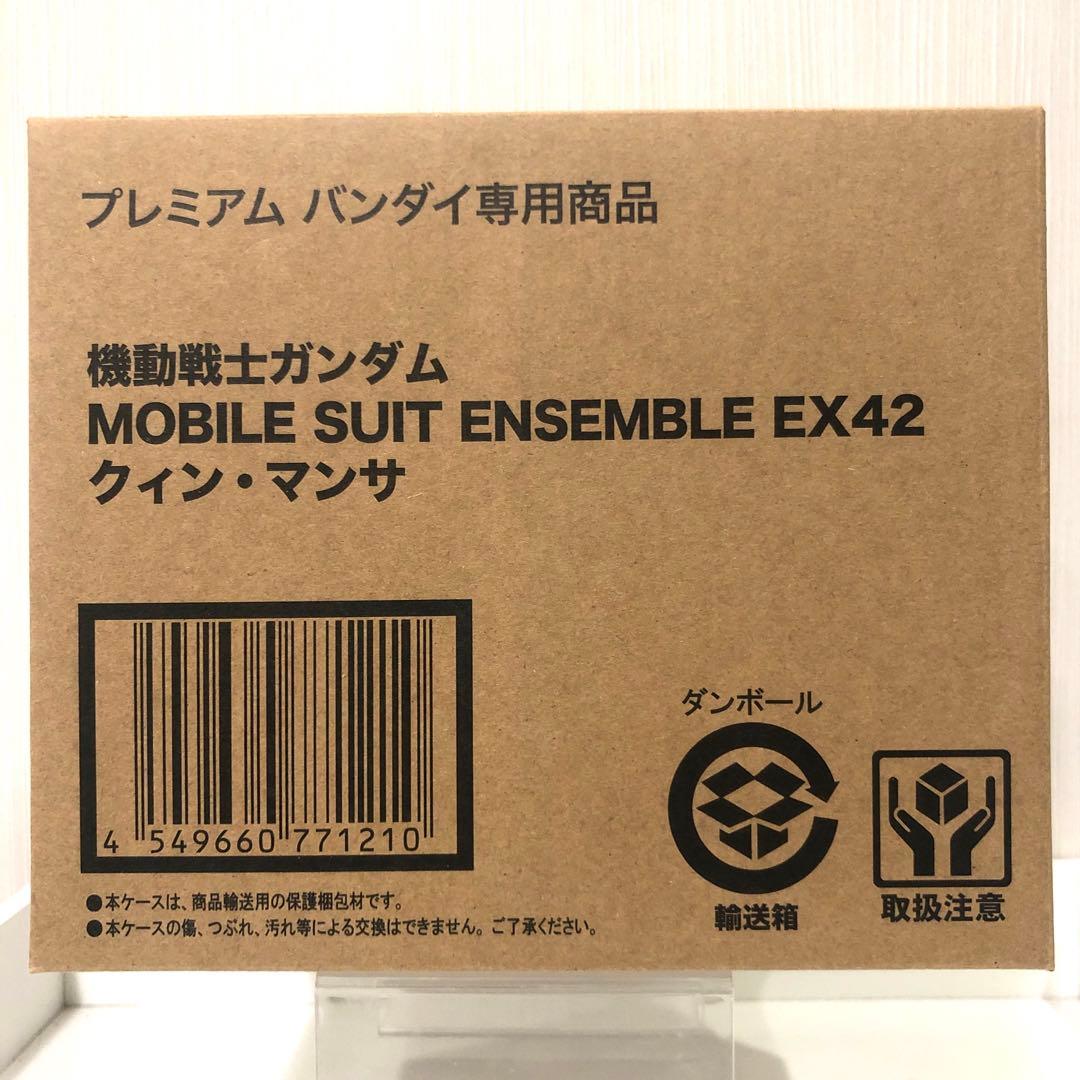 プレミアム バンダイ専用商品
機動戦士ガンダム
MOBILE SUIT ENSEMBLE EX42
クィン・マンサ
4 549660 771210
●本ケースは、商品輸送用の保護梱包材です。
●本ケースの傷、つぶれ、汚れ等による交換はできません。ご了承ください。
ダンボール
輸送箱
取扱注意